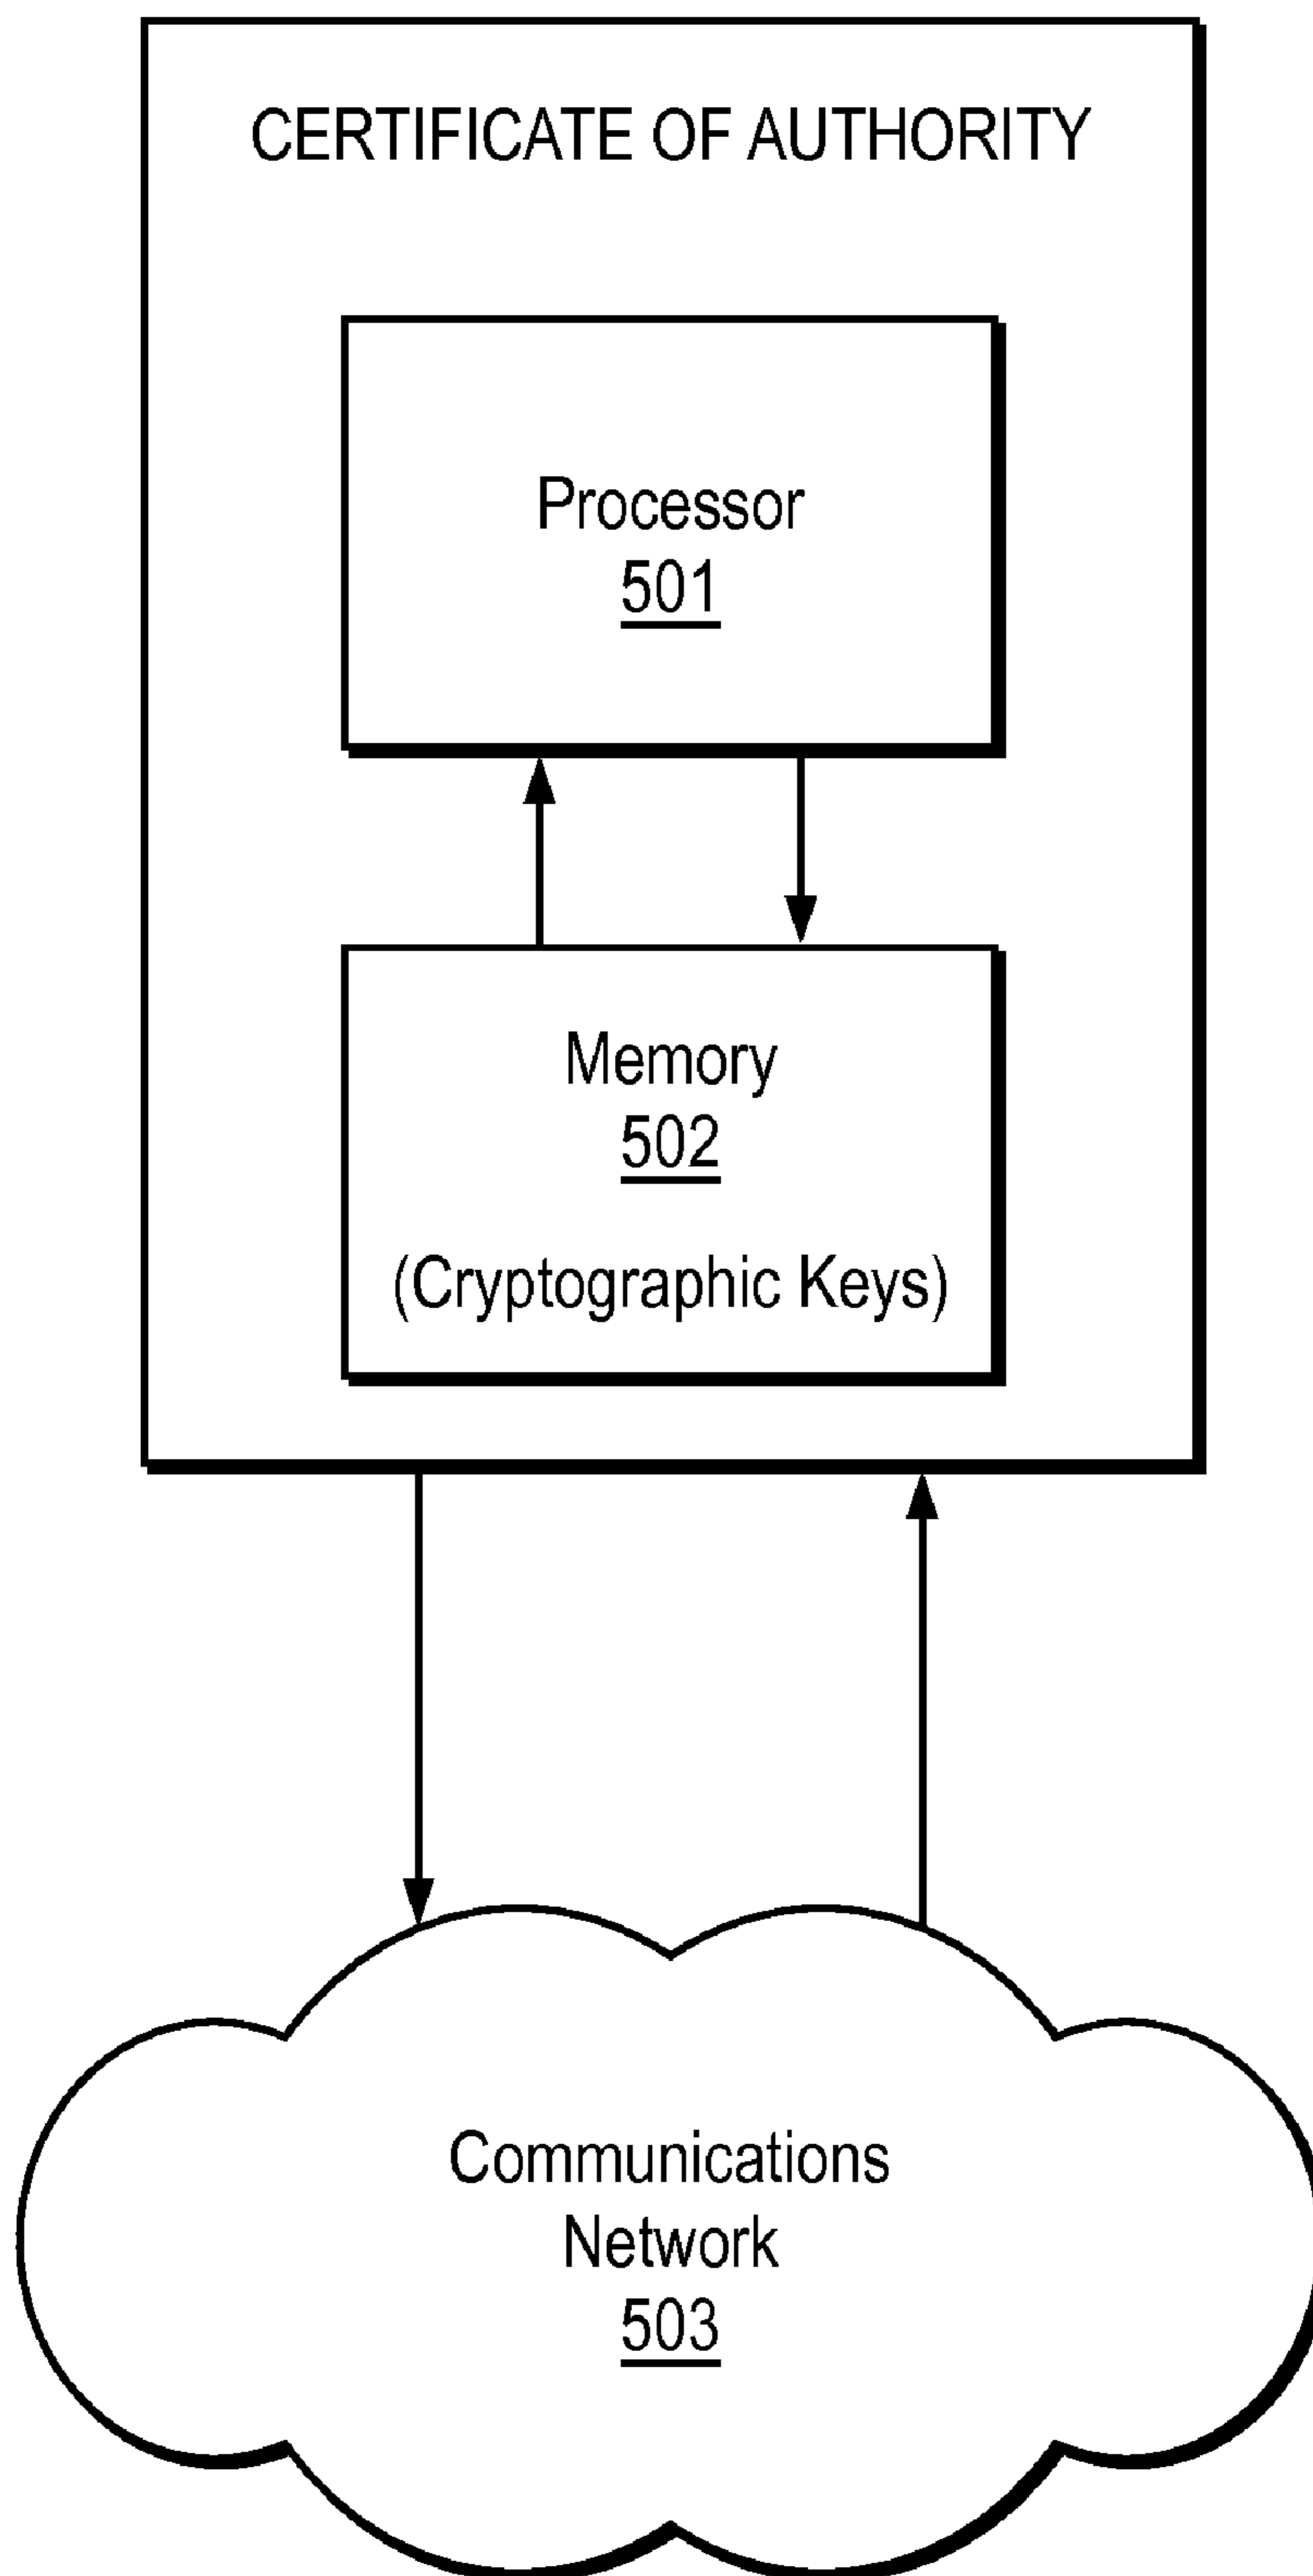 CERTIFICATE OF AUTHORITY
Processor
501
Memory
502
(Cryptographic Keys)
Communications
Network
503